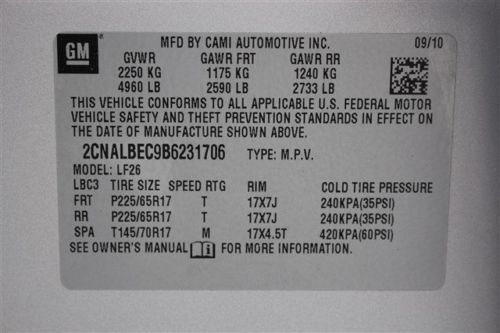 GM
MFD BY CAMI AUTOMOTIVE INC. 09/10
GVWR GAWR FRT GAWR RR
2250 KG 1175 KG 1240 KG
4960 LB 2590 LB 2733 LB
THIS VEHICLE CONFORMS TO ALL APPLICABLE U.S. FEDERAL MOTOR
VEHICLE SAFETY AND THEFT PREVENTION STANDARDS IN EFFECT ON
THE DATE OF MANUFACTURE SHOWN ABOVE.
2CNALBEC9B6231706 TYPE: M.P.V.
MODEL: LF26
LBC3 TIRE SIZE SPEED RTG RIM COLD TIRE PRESSURE
FRT P225/65R17 T 17X7J 240KPA(35PSI)
RR P225/65R17 T 17X7J 240KPA(35PSI)
SPA T145/70R17 M 17X4.5T 420KPA(60PSI)
SEE OWNER'S MANUAL FOR MORE INFORMATION.